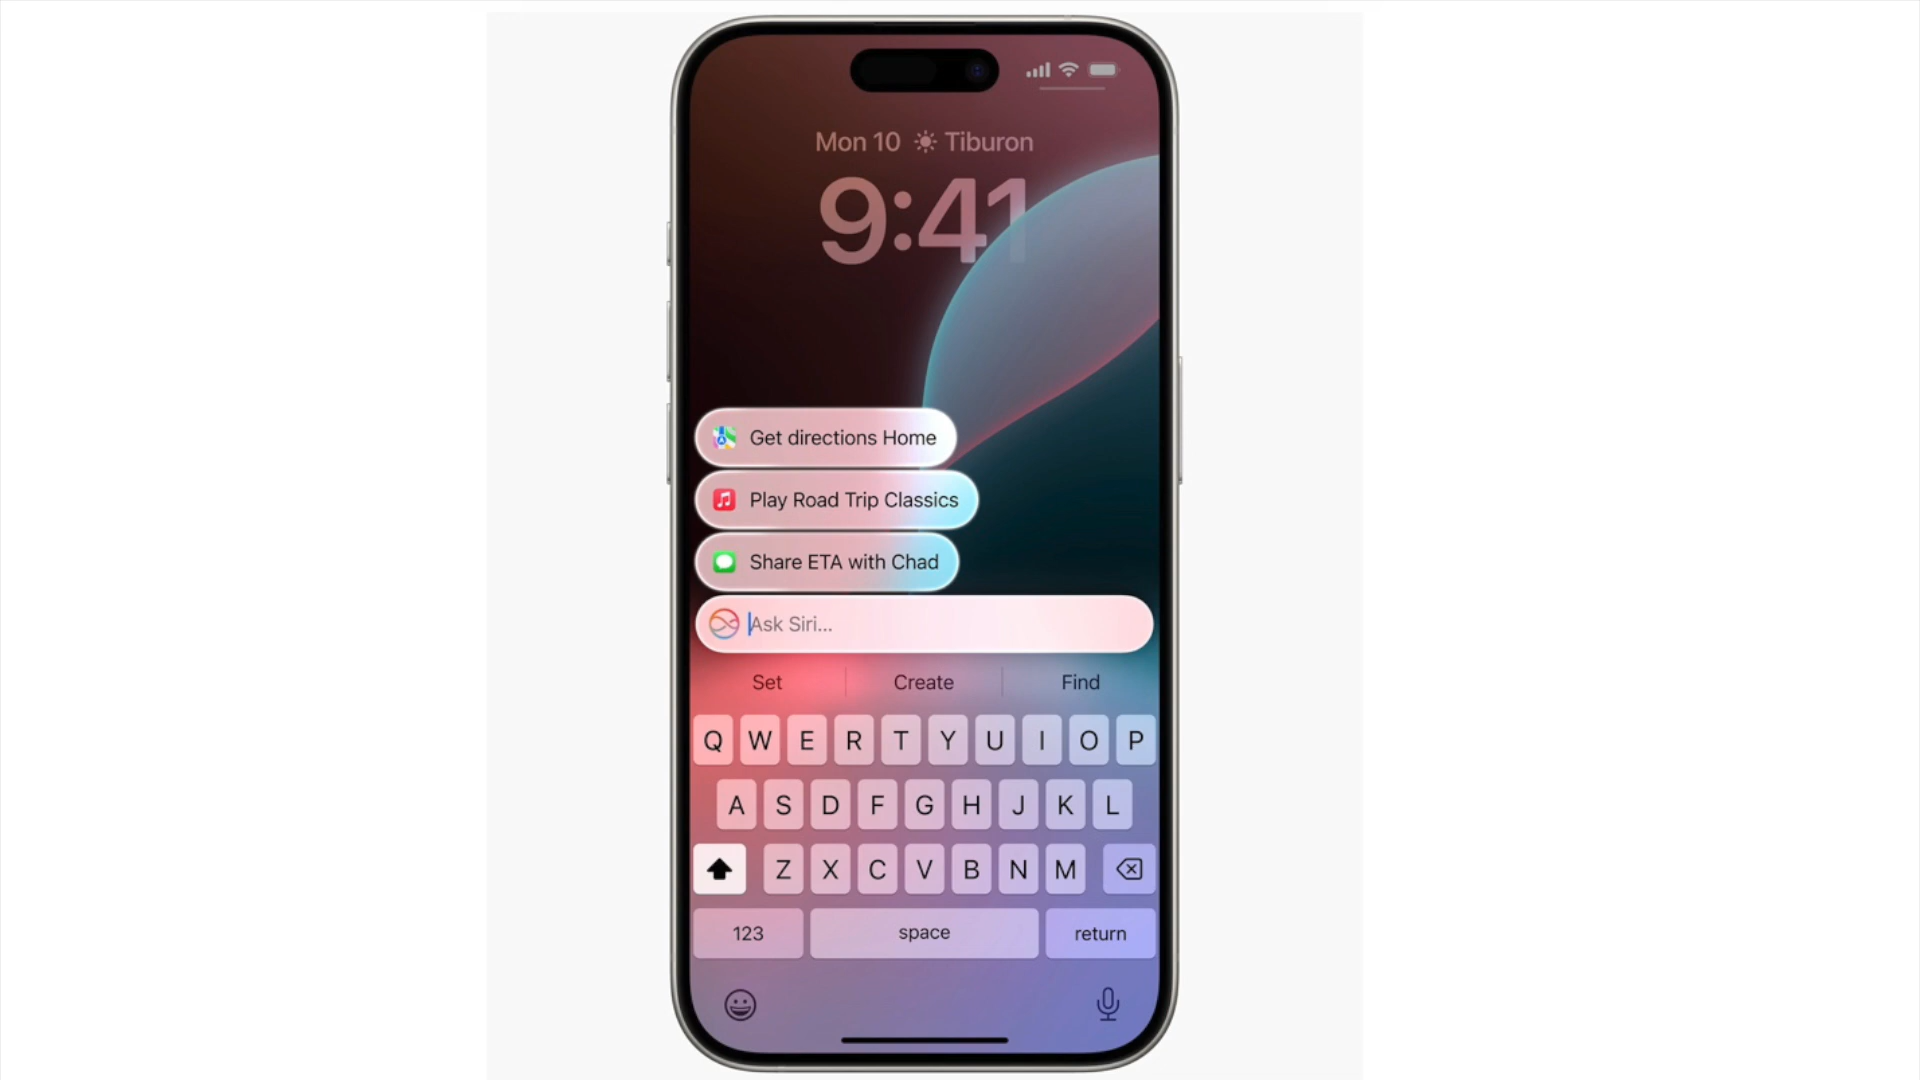 Mon 10 Tiburon
9:41
Get directions Home
Play Road Trip Classics
Share ETA with Chad
Ask Siri...
Set Create Find
Q W E R T Y U I O P
A S D F G H J K L
Z X C V B N M
123 space return